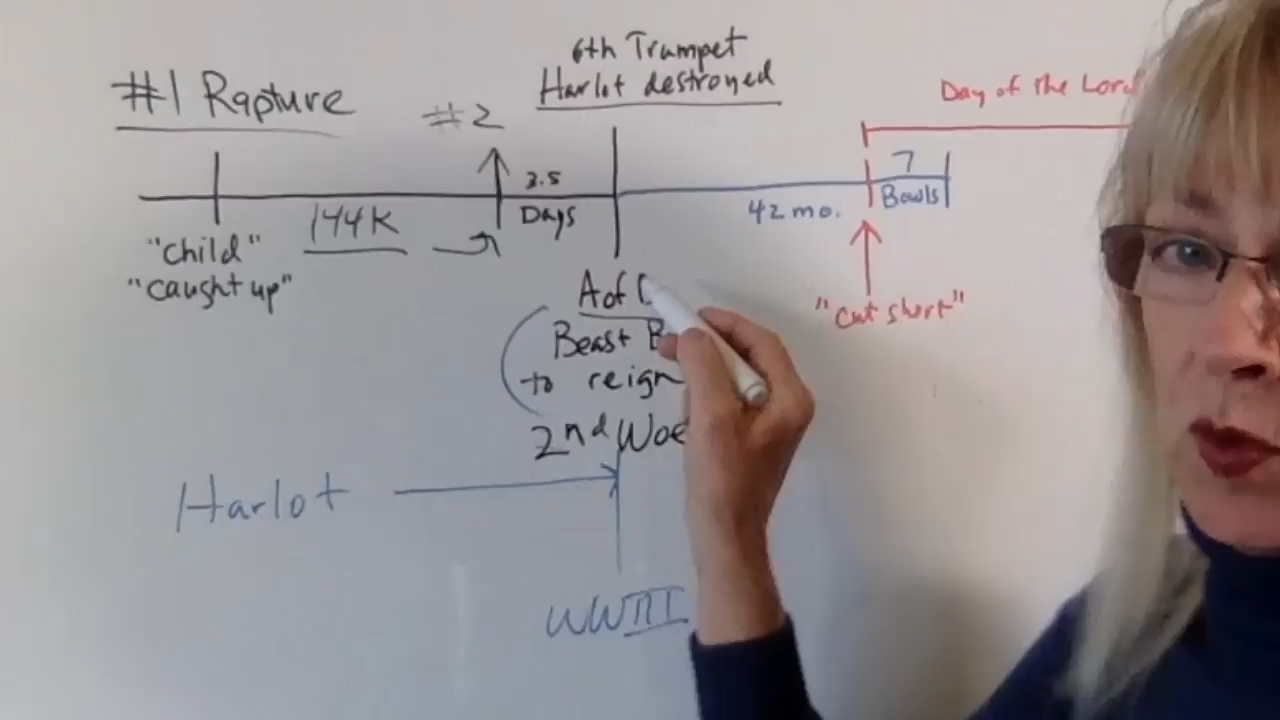 6th Trumpet
Harlot destroyed
#1 Rapture
#2
Day of the Lord
3.5
Days
7
Bowls
42 mo.
144K
"child"
"caught up"
"cut short"
A of
Beast
to reign
2nd Woe
Harlot
WWIII